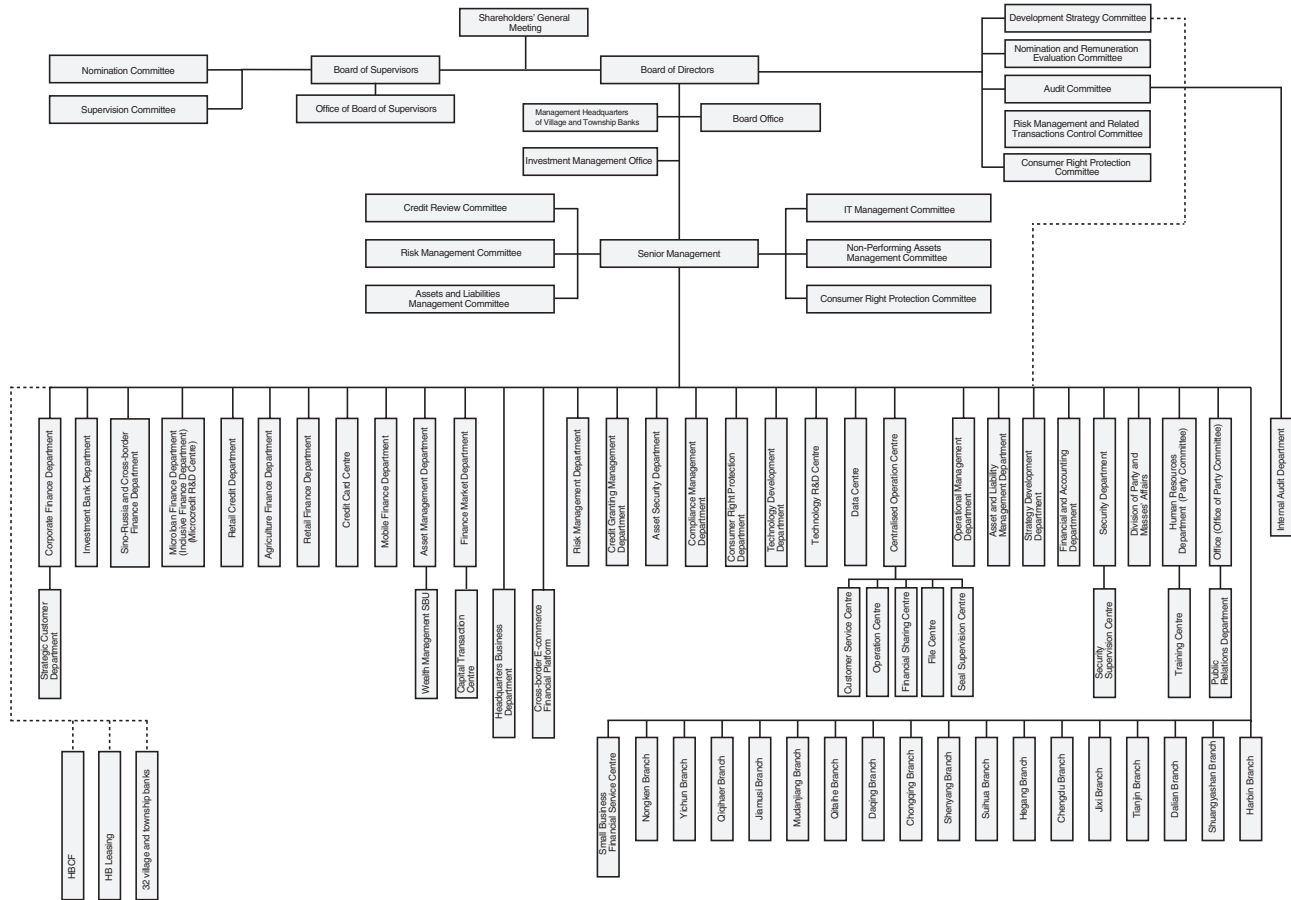 Shareholders' General
Meeting
Development Strategy Committee
Nomination Committee
Board of Supervisors
Board of Directors
Nomination and Remuneration
Evaluation Committee
Supervision Committee
Office of Board of Supervisors
Audit Committee
Management Headquarters
of Village and Township Banks
Board Office
Risk Management and Related
Transactions Control Committee
Investment Management Office
Consumer Right Protection
Committee
Credit Review Committee
IT Management Committee
Risk Management Committee
Senior Management
Non-Performing Assets
Management Committee
Assets and Liabilities
Management Committee
Consumer Right Protection Committee
Corporate Finance Department
Investment Bank Department
Sino-Russia and Cross-border
Finance Department
Microloan Finance Department
(Inclusive Finance Department)
(Microcredit R&D Centre)
Retail Credit Department
Agriculture Finance Department
Retail Finance Department
Credit Card Centre
Mobile Finance Department
Asset Management Department
Finance Market Department
Risk Management Department
Credit Granting Management
Department
Asset Security Department
Compliance Management
Department
Consumer Right Protection
Department
Technology Development
Department
Technology R&D Centre
Data Centre
Centralised Operation Centre
Operational Management
Department
Asset and Liability
Management Department
Strategy Development
Department
Financial and Accounting
Department
Security Department
Division of Party and
Masses' Affairs
Human Resources
Department (Party Committee)
Office (Office of Party Committee)
Internal Audit Department
Strategic Customer
Department
Wealth Management SBU
Capital Transaction
Centre
Headquarters Business
Department
Cross-border E-commerce
Financial Platform
Customer Service Centre
Operation Centre
Financial Sharing Centre
File Centre
Seal Supervision Centre
Security
Supervision Centre
Training Centre
Public
Relations Department
HBCF
HB Leasing
32 village and township banks
Small Business
Financial Service Centre
Nongken Branch
Yichun Branch
Qiqihaer Branch
Jiamusi Branch
Mudanjiang Branch
Qitaihe Branch
Daqing Branch
Chongqing Branch
Shenyang Branch
Suihua Branch
Hegang Branch
Chengdu Branch
Jixi Branch
Tianjin Branch
Dalian Branch
Shuangyashan Branch
Harbin Branch